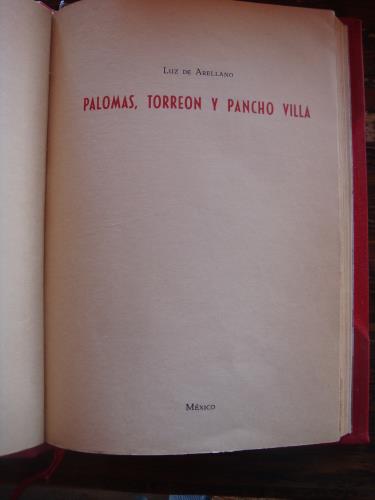 Luz de Arellano
PALOMAS, TORREON Y PANCHO VILLA
México